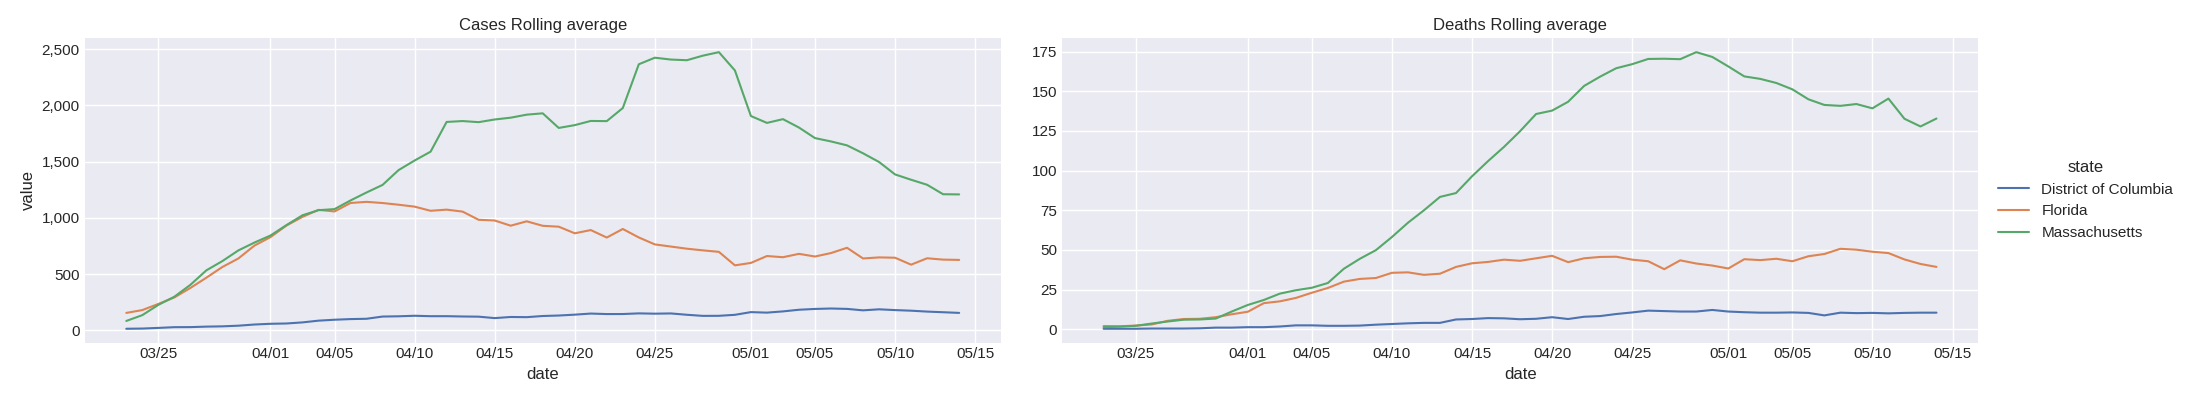 Cases Rolling average
2,500
2,000
1,500
1,000
500
0
value
03/25 04/01 04/05 04/10 04/15 04/20 04/25 05/01 05/05 05/10 05/15
date
Deaths Rolling average
175
150
125
100
75
50
25
0
03/25 04/01 04/05 04/10 04/15 04/20 04/25 05/01 05/05 05/10 05/15
date
state
District of Columbia
Florida
Massachusetts